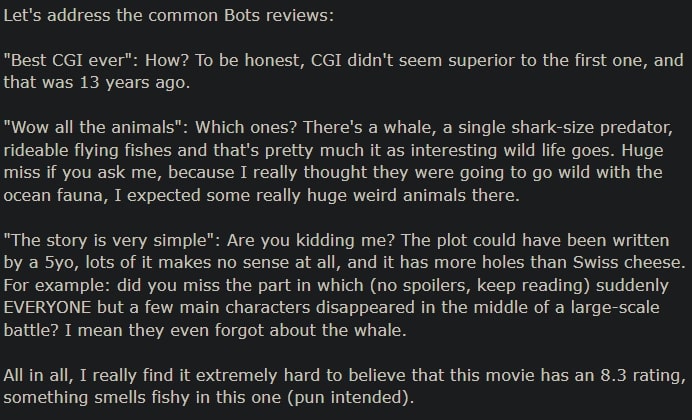 Let's address the common Bots reviews:
"Best CGI ever": How? To be honest, CGI didn't seem superior to the first one, and
that was 13 years ago.
"Wow all the animals": Which ones? There's a whale, a single shark-size predator,
rideable flying fishes and that's pretty much it as interesting wild life goes. Huge
miss if you ask me, because I really thought they were going to go wild with the
ocean fauna, I expected some really huge weird animals there.
"The story is very simple": Are you kidding me? The plot could have been written
by a 5yo, lots of it makes no sense at all, and it has more holes than Swiss cheese.
For example: did you miss the part in which (no spoilers, keep reading) suddenly
EVERYONE but a few main characters disappeared in the middle of a large-scale
battle? I mean they even forgot about the whale.
All in all, I really find it extremely hard to believe that this movie has an 8.3 rating,
something smells fishy in this one (pun intended).